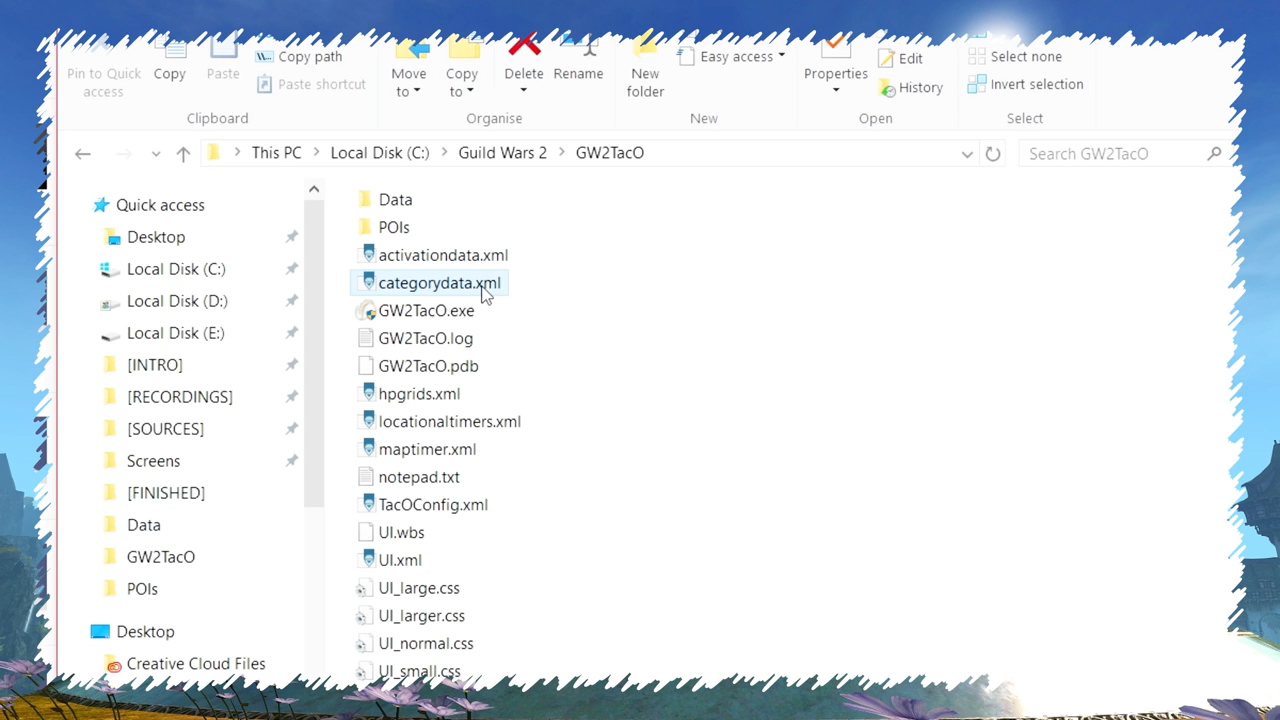 Pin to Quick
access
Copy
Paste
Copy path
Paste shortcut
Clipboard
Move
to
Copy
to
Delete
Rename
Organise
New
folder
Easy access
New
Properties
Edit
History
Open
Select none
Invert selection
Select
This PC
Local Disk (C:)
Guild Wars 2
GW2TacO
Search GW2TacO
Quick access
Desktop
Local Disk (C:)
Local Disk (D:)
Local Disk (E:)
[INTRO]
[RECORDINGS]
[SOURCES]
Screens
[FINISHED]
Data
GW2TacO
POIs
Desktop
Creative Cloud Files
Data
POIs
activationdata.xml
categorydata.xml
GW2TacO.exe
GW2TacO.log
GW2TacO.pdb
hpgrids.xml
locationaltimers.xml
maptimer.xml
notepad.txt
TacOConfig.xml
UI.wbs
UI.xml
UI_large.css
UI_larger.css
UI_normal.css
UI_small.css